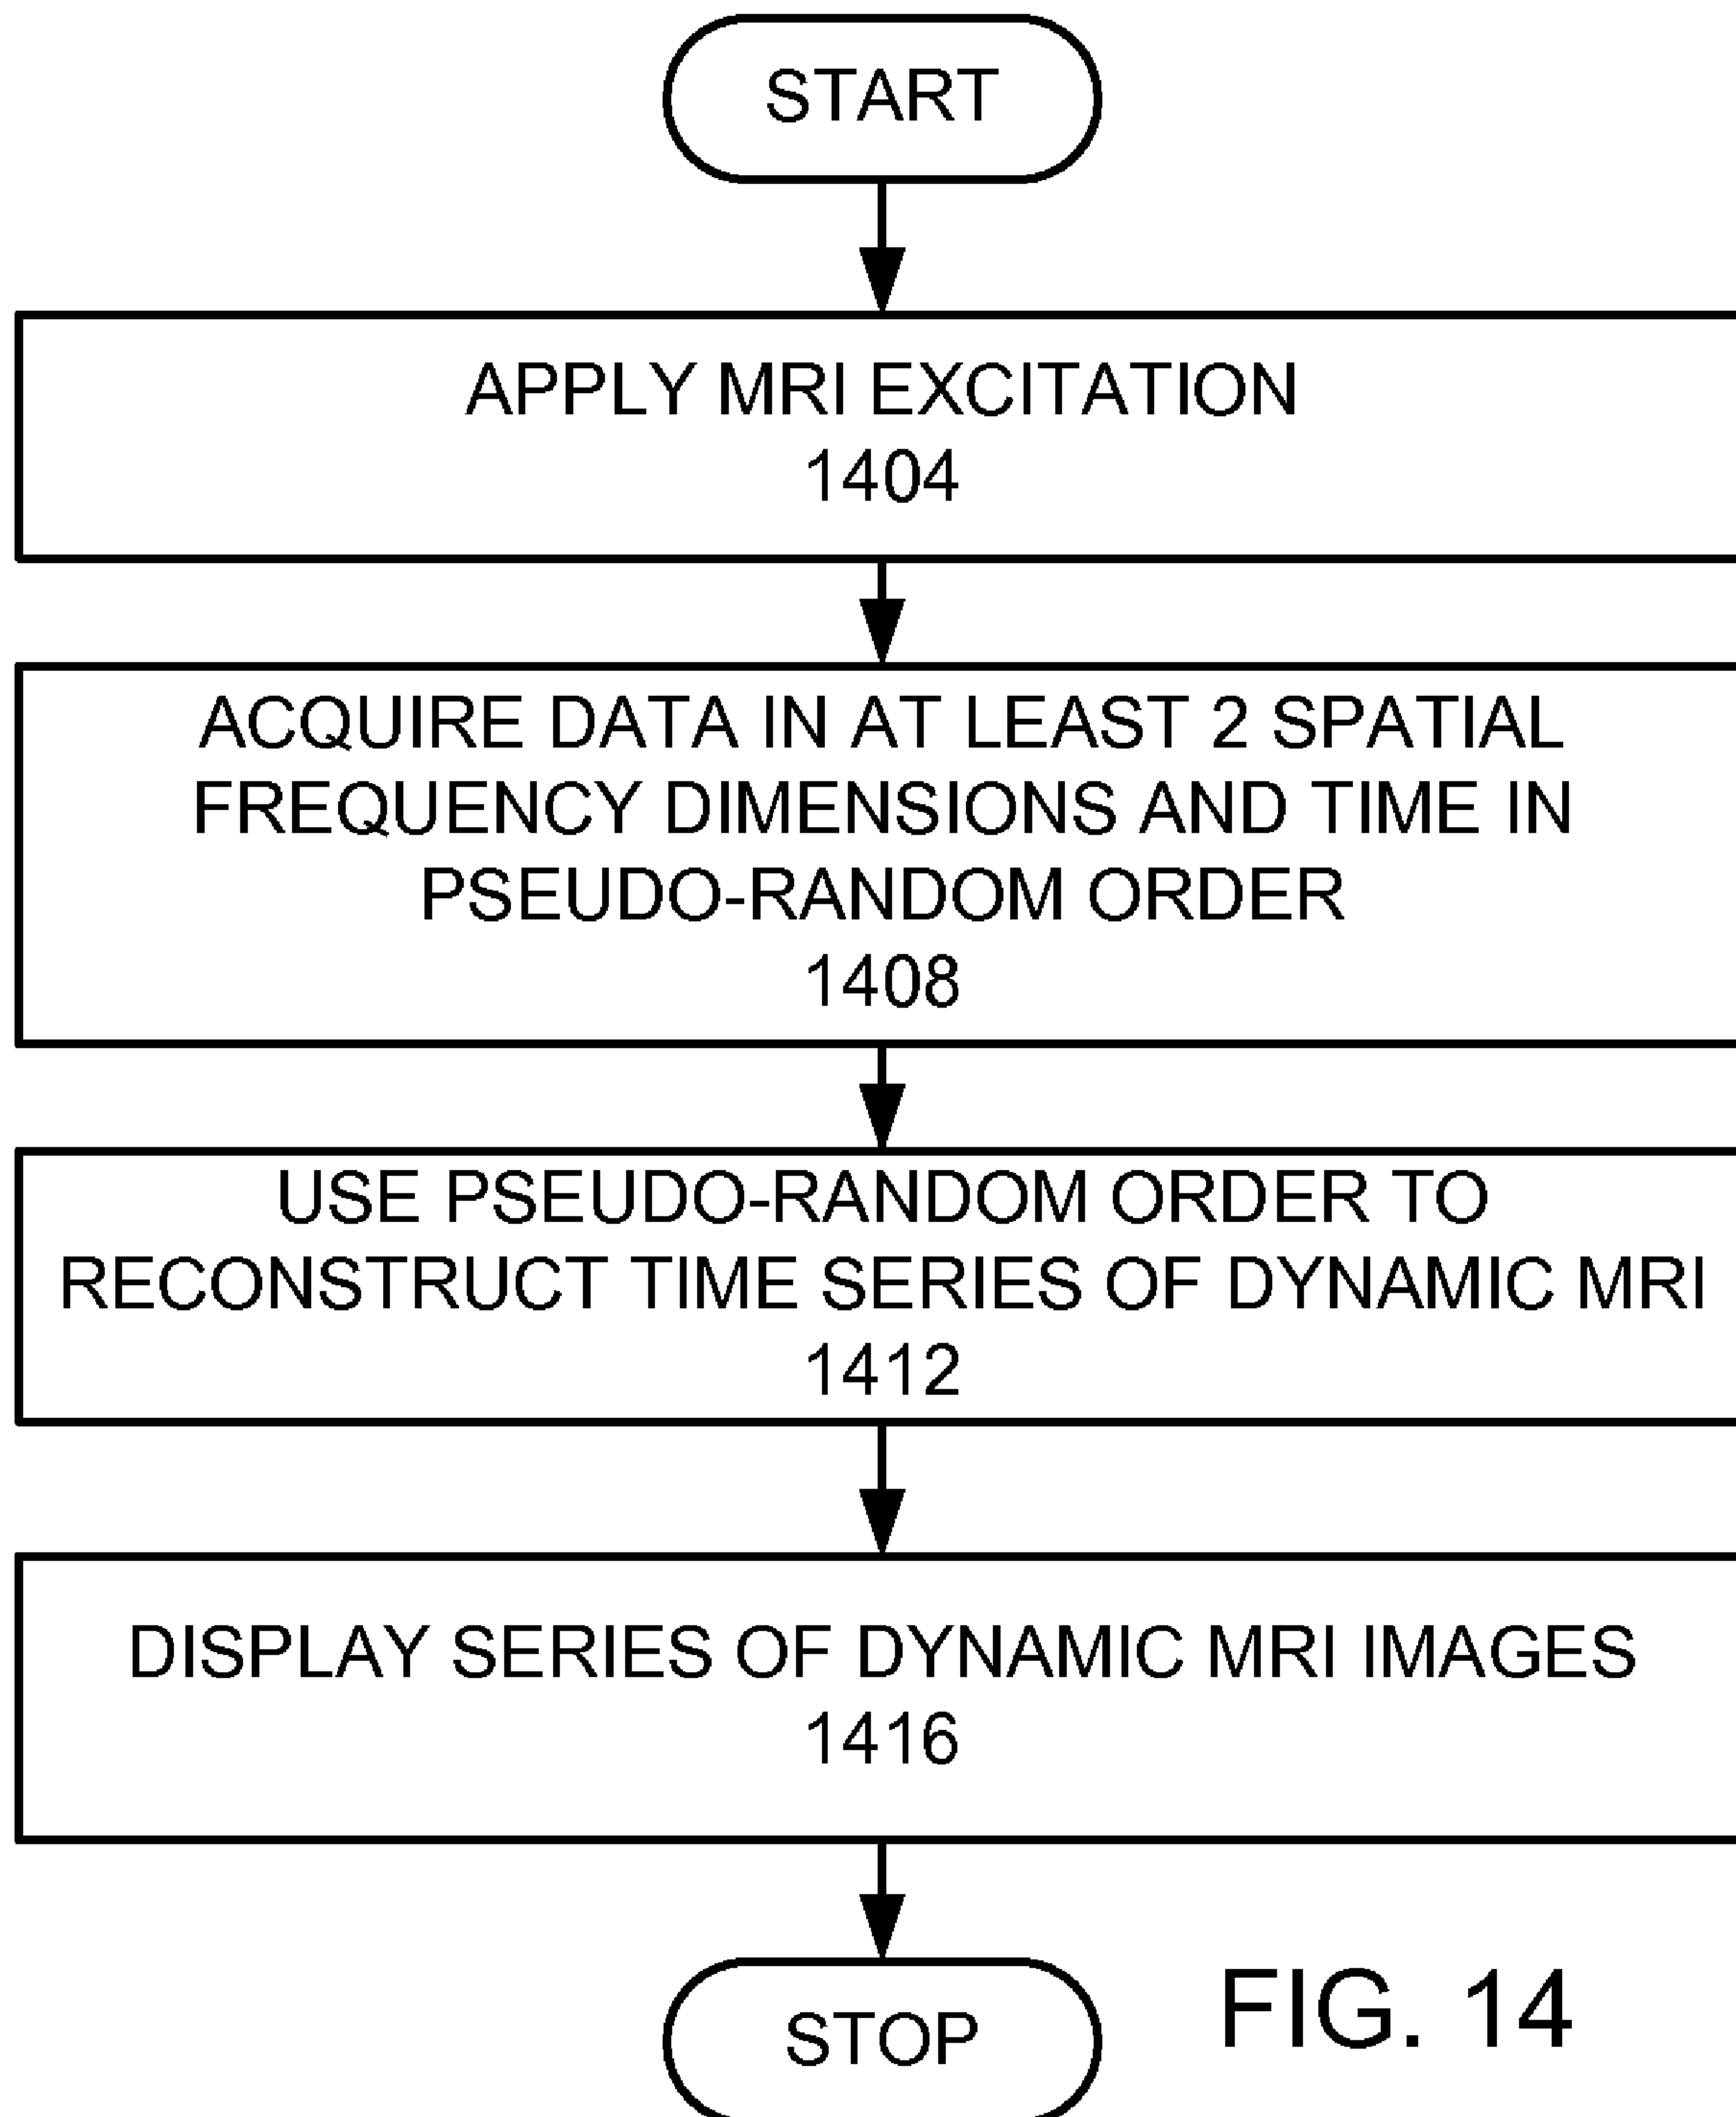 START
APPLY MRI EXCITATION
1404
ACQUIRE DATA IN AT LEAST 2 SPATIAL
FREQUENCY DIMENSIONS AND TIME IN
PSEUDO-RANDOM ORDER
1408
USE PSEUDO-RANDOM ORDER TO
RECONSTRUCT TIME SERIES OF DYNAMIC MRI
1412
DISPLAY SERIES OF DYNAMIC MRI IMAGES
1416
STOP
FIG. 14